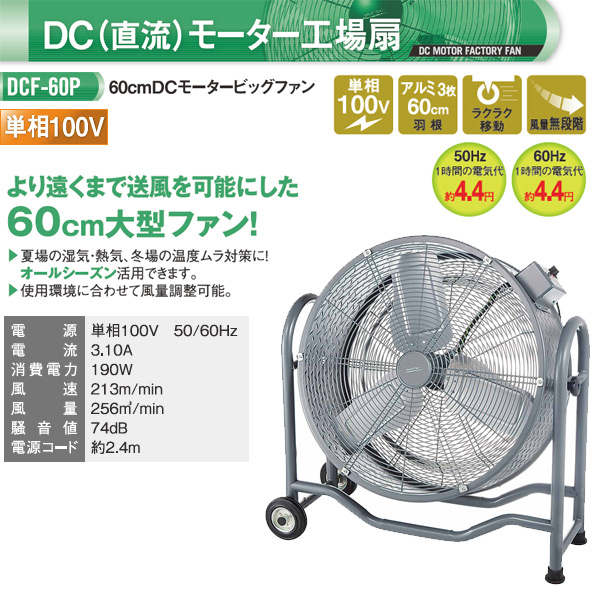 DC(直流)モーター工場扇
DC MOTOR FACTORY FAN
DCF-60P
60cmDCモータービッグファン
単相100V
単相
100V
アルミ3枚
60cm
羽根
ラクラク
移動
風量無段階
50Hz
1時間の電気代
約4.4円
60Hz
1時間の電気代
約4.4円
より遠くまで送風を可能にした
60cm大型ファン!
▶夏場の湿気・熱気、冬場の温度ムラ対策に!
オールシーズン活用できます。
▶使用環境に合わせて風量調整可能。
電源 単相100V 50/60Hz
電流 3.10A
消費電力 190W
風速 213m/min
風量 256㎥/min
騒音値 74dB
電源コード 約2.4m